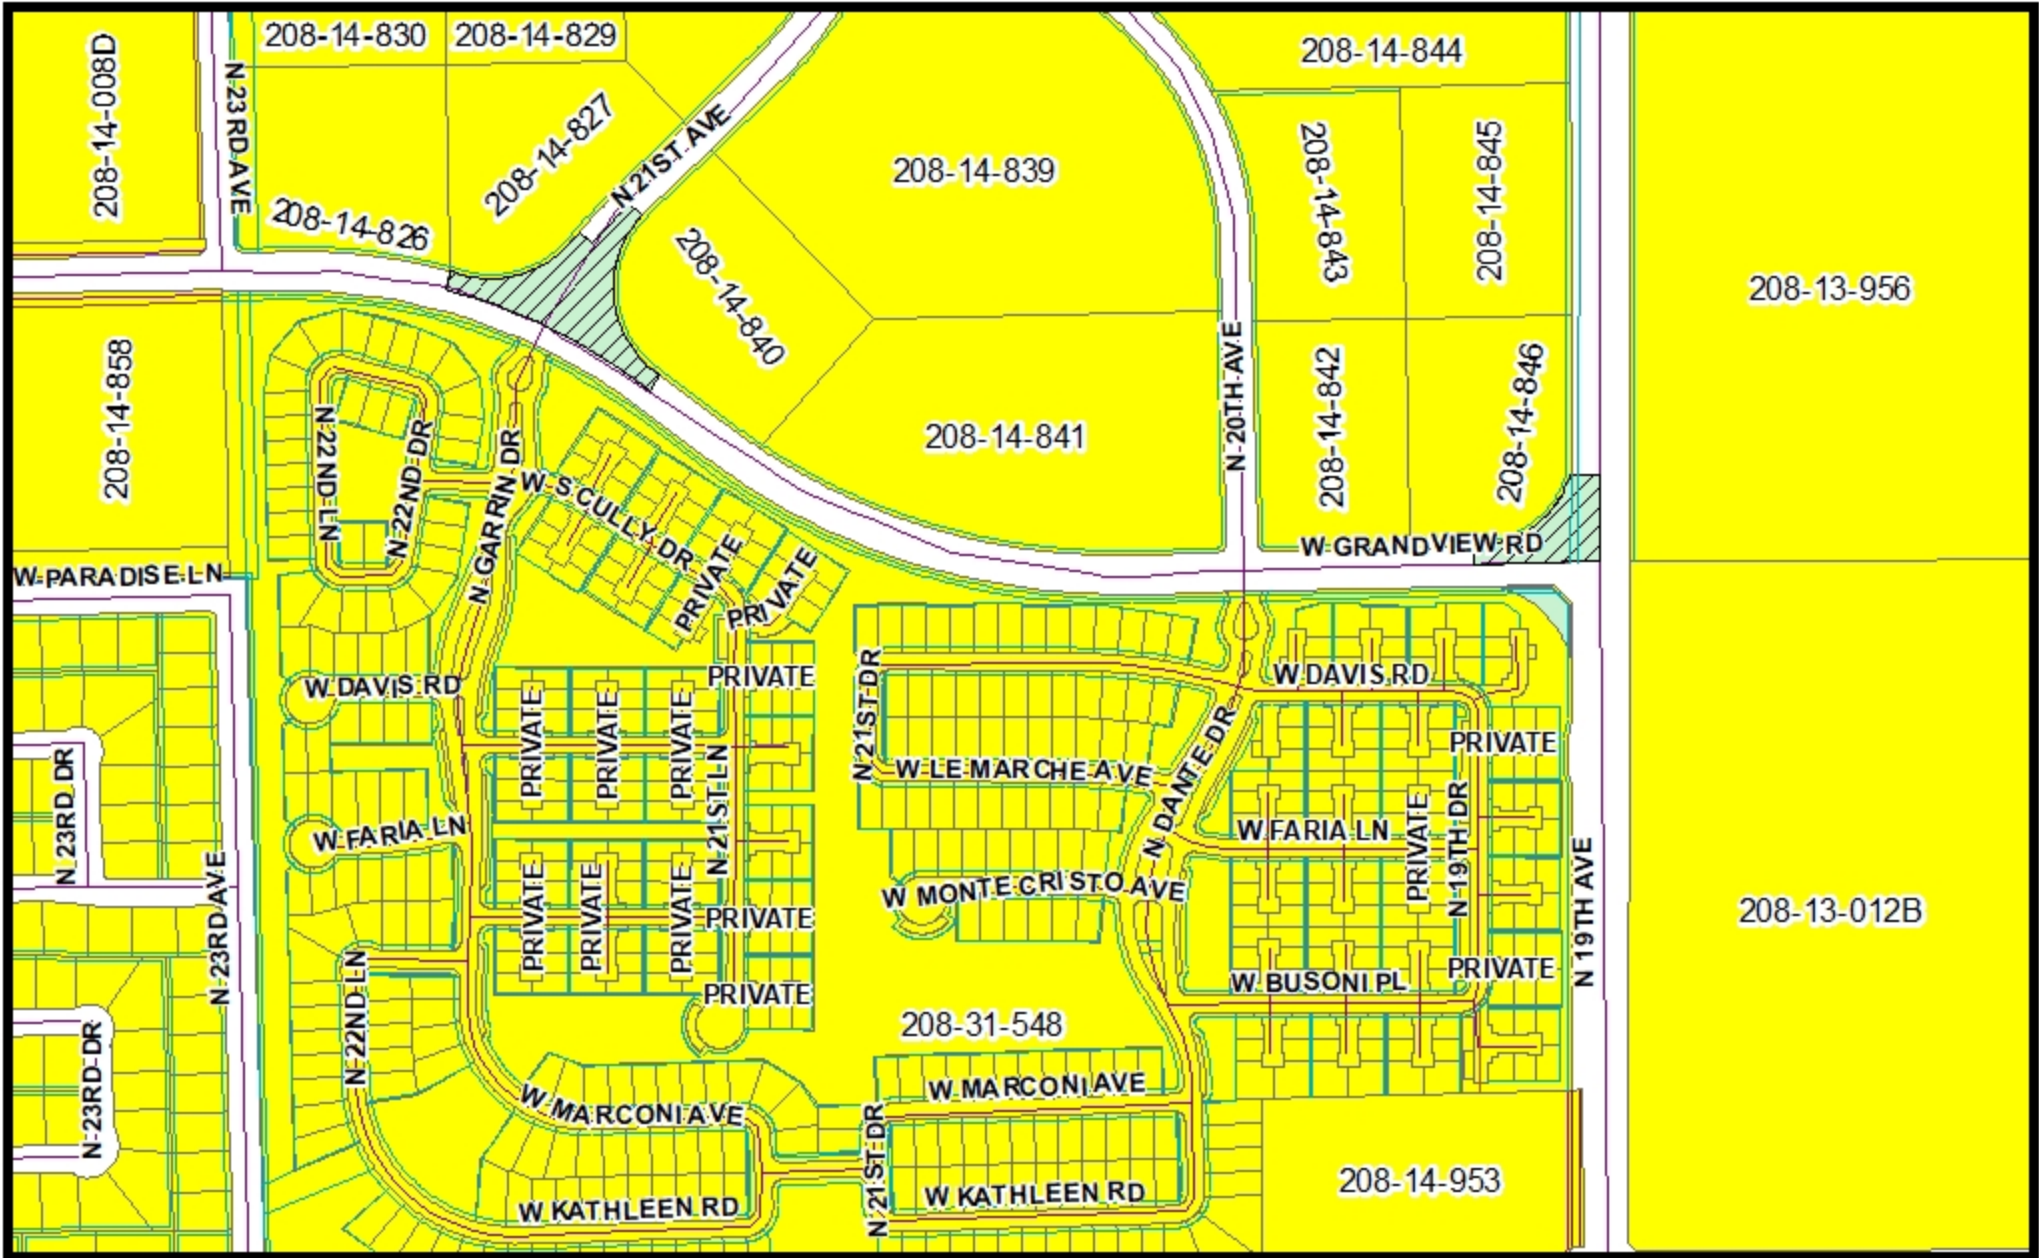 208-14-830
208-14-829
208-14-844
208-14-008D
N 23RD AVE
208-14-827
N 21ST AVE
208-14-839
208-14-843
208-14-845
208-14-826
208-14-840
208-13-956
208-14-858
N 20TH AVE
208-14-842
208-14-846
208-14-841
N 22ND LN
N 22ND DR
N GARRIN DR
W SCULLY DR
PRIVATE
PRIVATE
W GRANDVIEW RD
W PARADISE LN
W DAVIS RD
PRIVATE
PRIVATE
PRIVATE
PRIVATE
N 21ST DR
W DAVIS RD
N DANTE DR
PRIVATE
N 23RD DR
W LE MARCHE AVE
N 21ST LN
W FARIA LN
W FARIA LN
PRIVATE
N 19TH DR
N 23RD AVE
PRIVATE
PRIVATE
PRIVATE
PRIVATE
W MONTE CRISTO AVE
N 19TH AVE
208-13-012B
N 22ND LN
PRIVATE
W BUSONI PL
PRIVATE
208-31-548
N 23RD DR
W MARCONI AVE
W MARCONI AVE
N 21ST DR
W KATHLEEN RD
W KATHLEEN RD
208-14-953